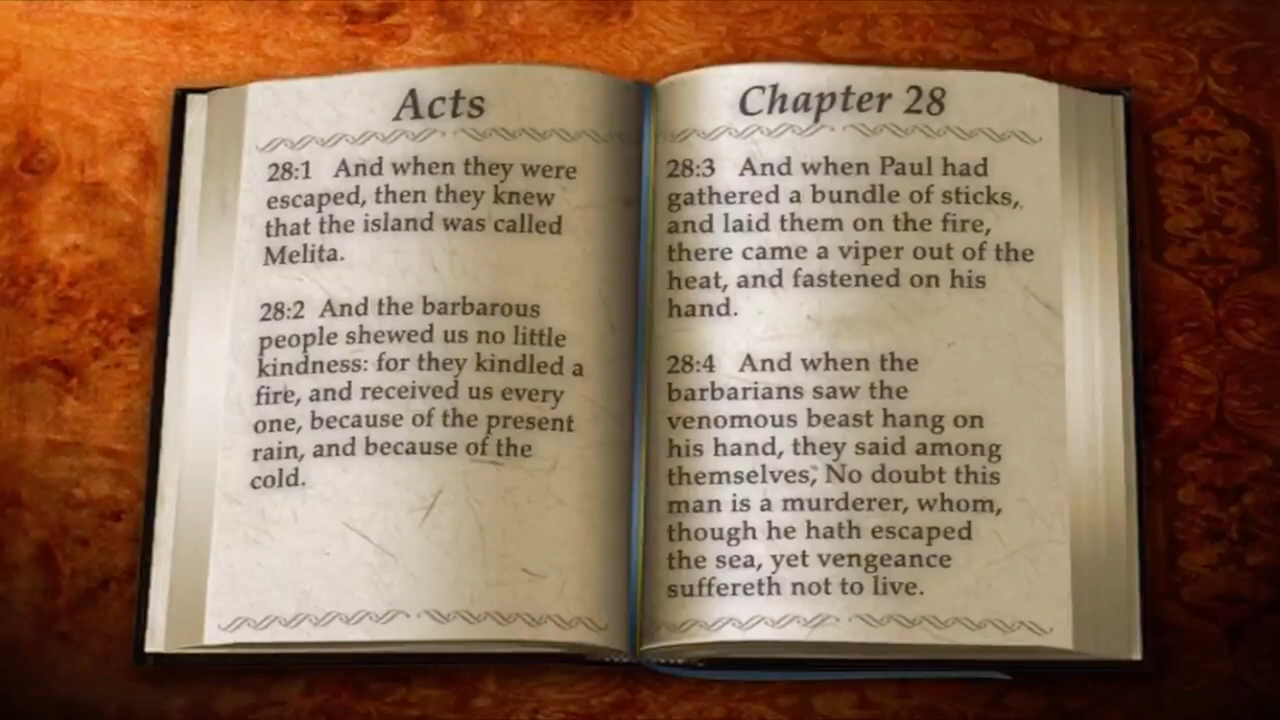 Acts
28:1 And when they were
escaped, then they knew
that the island was called
Melita.
28:2 And the barbarous
people shewed us no little
kindness: for they kindled a
fire, and received us every
one, because of the present
rain, and because of the
cold.
Chapter 28
28:3 And when Paul had
gathered a bundle of sticks,
and laid them on the fire,
there came a viper out of the
heat, and fastened on his
hand.
28:4 And when the
barbarians saw the
venomous beast hang on
his hand, they said among
themselves, No doubt this
man is a murderer, whom,
though he hath escaped
the sea, yet vengeance
suffereth not to live.